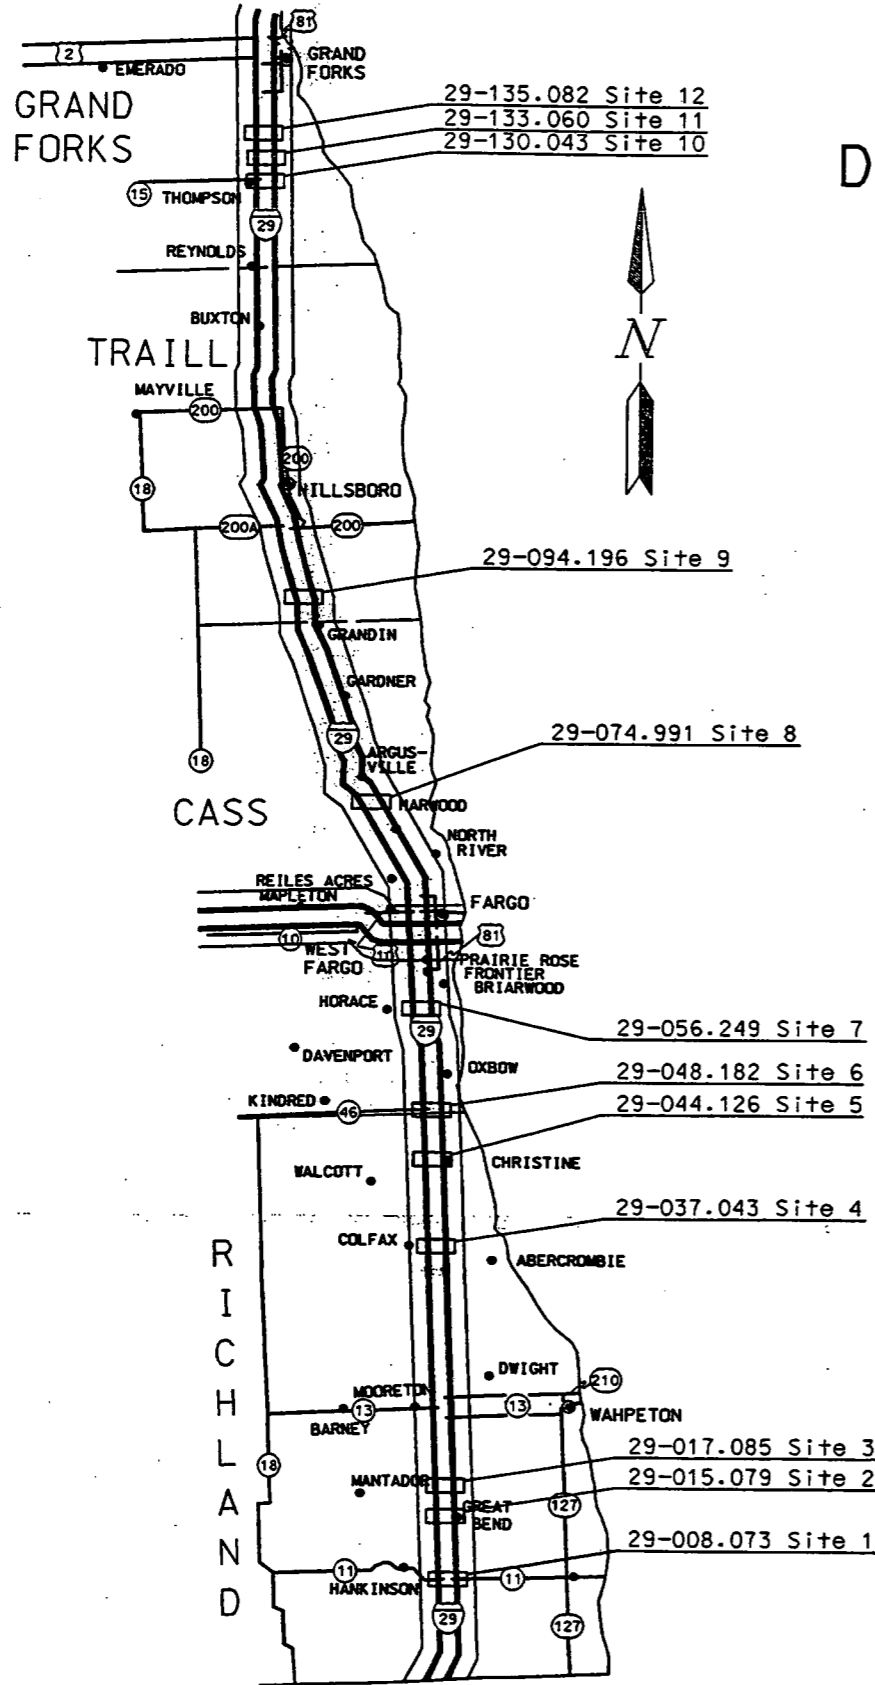 81
2
GRAND
FORKS
EMERADO
GRAND
FORKS
29-135.082 Site 12
29-133.060 Site 11
29-130.043 Site 10
D
15
THOMPSON
29
REYNOLDS
N
BUXTON
TRAILL
MAYVILLE
200
200
18
HILLSBORO
200A
200
29-094.196 Site 9
GRANDIN
GARDNER
29
29-074.991 Site 8
ARGUS-
VILLE
18
CASS
HARWOOD
NORTH
RIVER
REILES ACRES
MAPLETON
FARGO
81
10
WEST
FARGO
10
PRAIRIE ROSE
FRONTIER
BRIARWOOD
HORACE
29
29-056.249 Site 7
DAVENPORT
OXBOW
29-048.182 Site 6
KINDRED
46
29-044.126 Site 5
CHRISTINE
WALCOTT
29-037.043 Site 4
COLFAX
ABERCROMBIE
RICHLAND
DWIGHT
210
MOORETON
13
13
BARNEY
WAHPETON
29-017.085 Site 3
18
MANTADOR
29-015.079 Site 2
GREAT
BEND
127
29-008.073 Site 1
11
HANKINSON
11
29
127